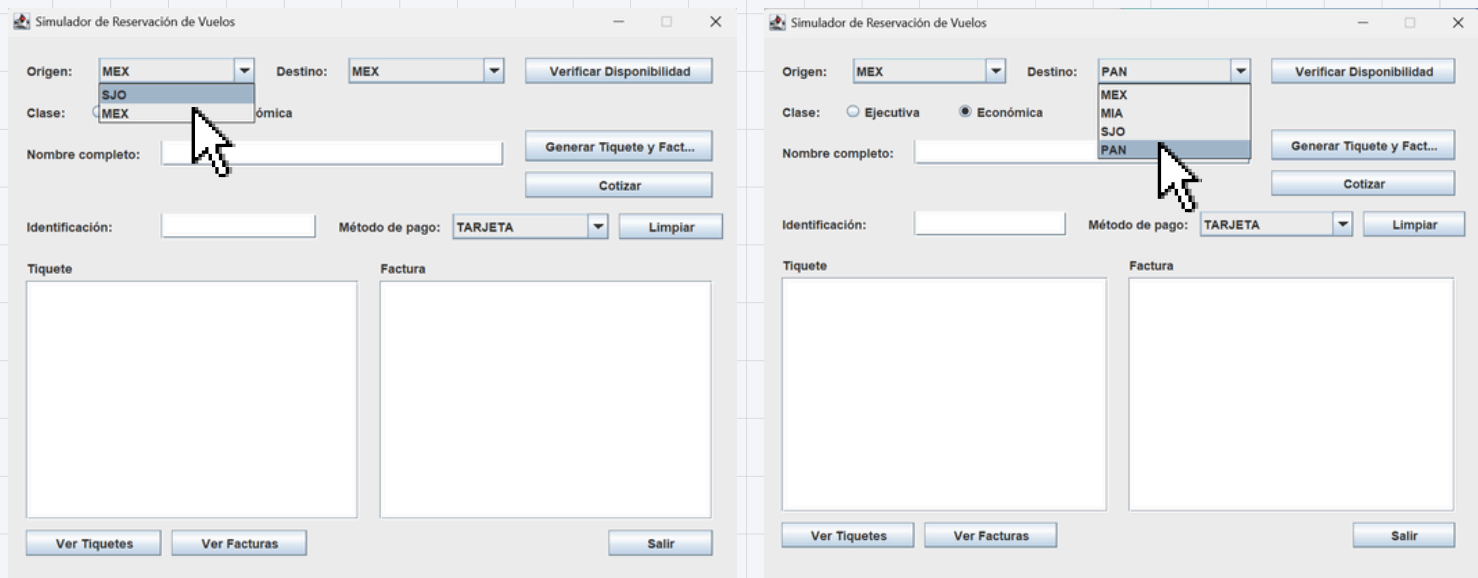 Simulador de Reservación de Vuelos
Origen: MEX Destino: MEX Verificar Disponibilidad
SJO
Clase: MEX ómica
Nombre completo: Generar Tiquete y Fact...
Cotizar
Identificación: Método de pago: TARJETA Limpiar
Tiquete Factura
Ver Tiquetes Ver Facturas Salir
Simulador de Reservación de Vuelos
Origen: MEX Destino: PAN Verificar Disponibilidad
MEX
Clase: Ejecutiva Económica MIA
SJO
Nombre completo: PAN Generar Tiquete y Fact...
Cotizar
Identificación: Método de pago: TARJETA Limpiar
Tiquete Factura
Ver Tiquetes Ver Facturas Salir